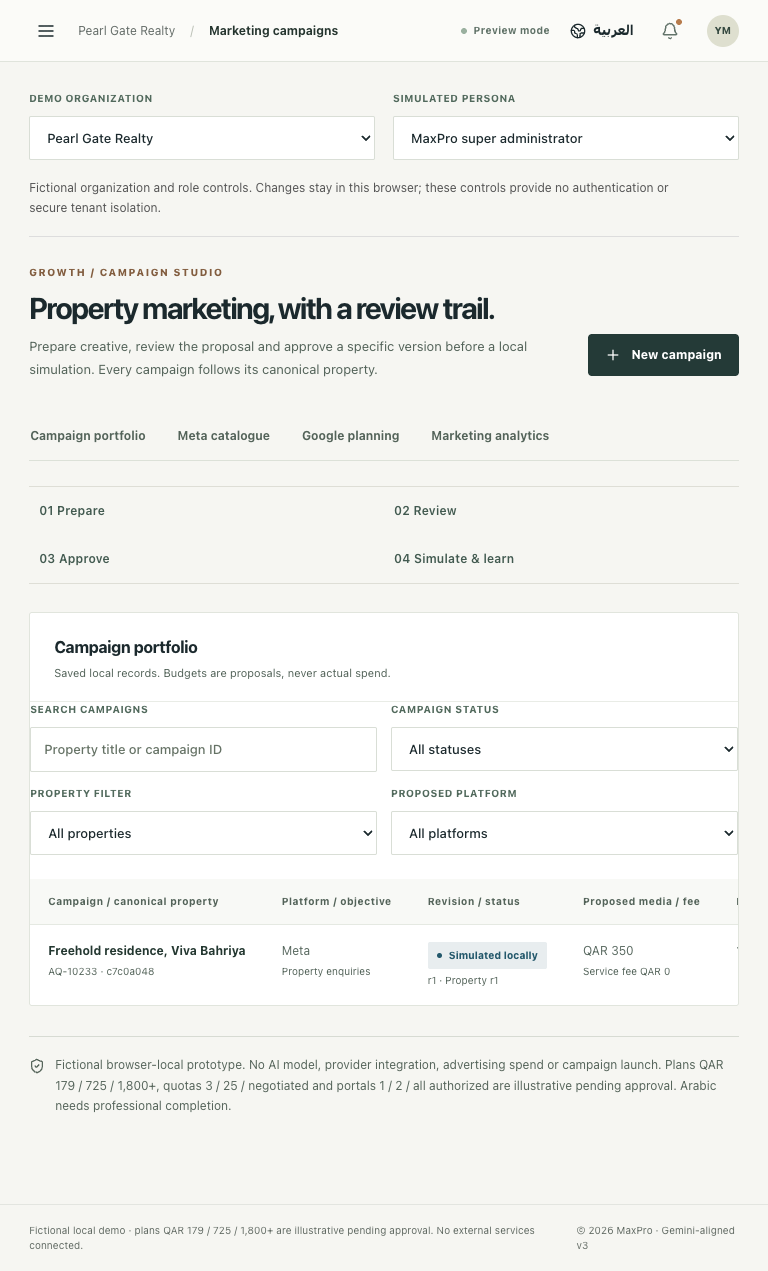 Pearl Gate Realty / Marketing campaigns
Preview mode
العربية
YM
DEMO ORGANIZATION
SIMULATED PERSONA
Pearl Gate Realty
MaxPro super administrator
Fictional organization and role controls. Changes stay in this browser; these controls provide no authentication or
secure tenant isolation.
GROWTH / CAMPAIGN STUDIO
Property marketing, with a review trail.
Prepare creative, review the proposal and approve a specific version before a local
simulation. Every campaign follows its canonical property.
New campaign
Campaign portfolio
Meta catalogue
Google planning
Marketing analytics
01 Prepare
02 Review
03 Approve
04 Simulate & learn
Campaign portfolio
Saved local records. Budgets are proposals, never actual spend.
SEARCH CAMPAIGNS
CAMPAIGN STATUS
Property title or campaign ID
All statuses
PROPERTY FILTER
PROPOSED PLATFORM
All properties
All platforms
Campaign / canonical property
Platform / objective
Revision / status
Proposed media / fee
Freehold residence, Viva Bahriya
AQ-10233 · c7c0a048
Meta
Property enquiries
Simulated locally
r1 · Property r1
QAR 350
Service fee QAR 0
Fictional browser-local prototype. No AI model, provider integration, advertising spend or campaign launch. Plans QAR
179 / 725 / 1,800+, quotas 3 / 25 / negotiated and portals 1 / 2 / all authorized are illustrative pending approval. Arabic
needs professional completion.
Fictional local demo · plans QAR 179 / 725 / 1,800+ are illustrative pending approval. No external services
connected.
© 2026 MaxPro · Gemini-aligned
v3